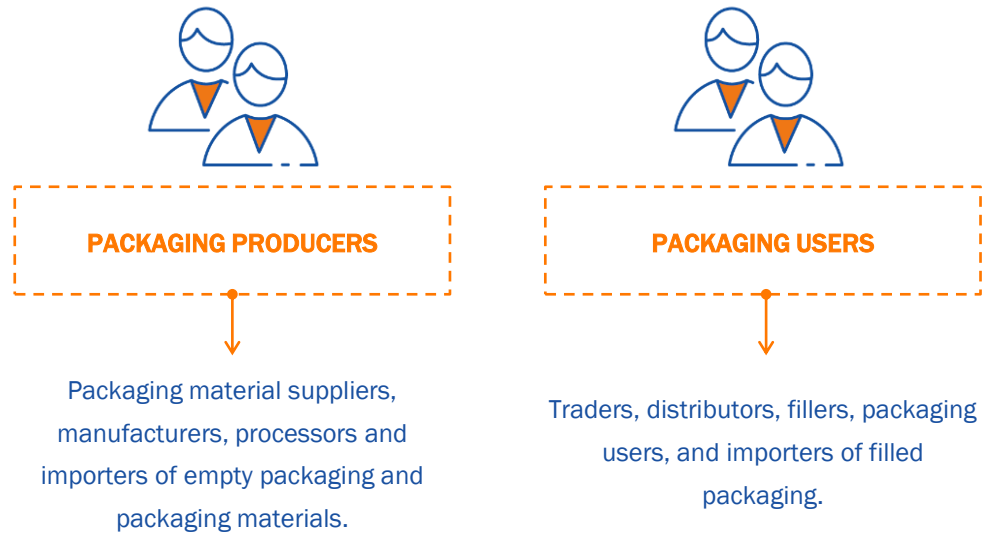 PACKAGING PRODUCERS
Packaging material suppliers,
manufacturers, processors and
importers of empty packaging and
packaging materials.
PACKAGING USERS
Traders, distributors, fillers, packaging
users, and importers of filled
packaging.